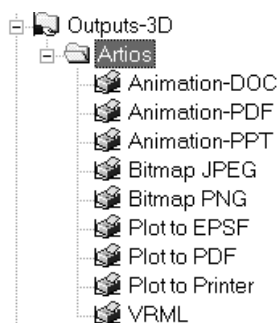 Outputs-3D
Artios
Animation-DOC
Animation-PDF
Animation-PPT
Bitmap JPEG
Bitmap PNG
Plot to EPSF
Plot to PDF
Plot to Printer
VRML